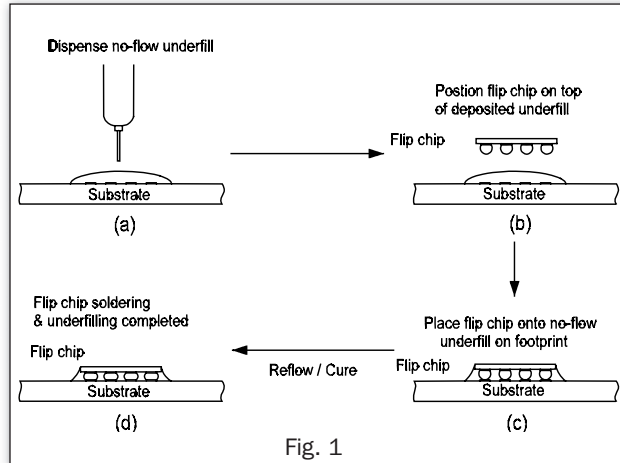 Dispense no-flow underfill
Substrate
(a)
Postion flip chip on top
of deposited underfill
Flip chip
Substrate
(b)
Place flip chip onto no-flow
underfill on footprint
Flip chip
Substrate
(c)
Reflow / Cure
Flip chip soldering
& underfilling completed
Flip chip
Substrate
(d)
Fig. 1